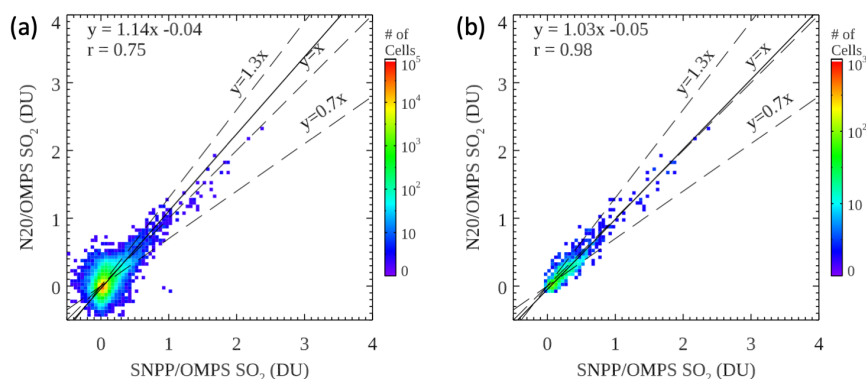 (a)
y = 1.14x -0.04
r = 0.75
y=1.3x
y=x
y=0.7x
N20/OMPS SO₂ (DU)
4
3
2
1
0
0 1 2 3 4
SNPP/OMPS SO₂ (DU)
# of
Cells
10⁵
10⁴
10³
10²
10
0
(b)
y = 1.03x -0.05
r = 0.98
y=1.3x
y=x
y=0.7x
N20/OMPS SO₂ (DU)
4
3
2
1
0
0 1 2 3 4
SNPP/OMPS SO₂ (DU)
# of
Cells
10³
10²
10
0